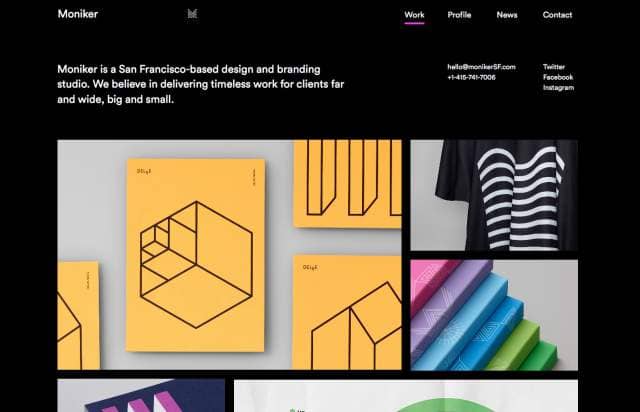 Moniker
Work
Profile
News
Contact
Moniker is a San Francisco-based design and branding
studio. We believe in delivering timeless work for clients far
and wide, big and small.
hello@monikerSF.com
+1-415-741-7006
Twitter
Facebook
Instagram